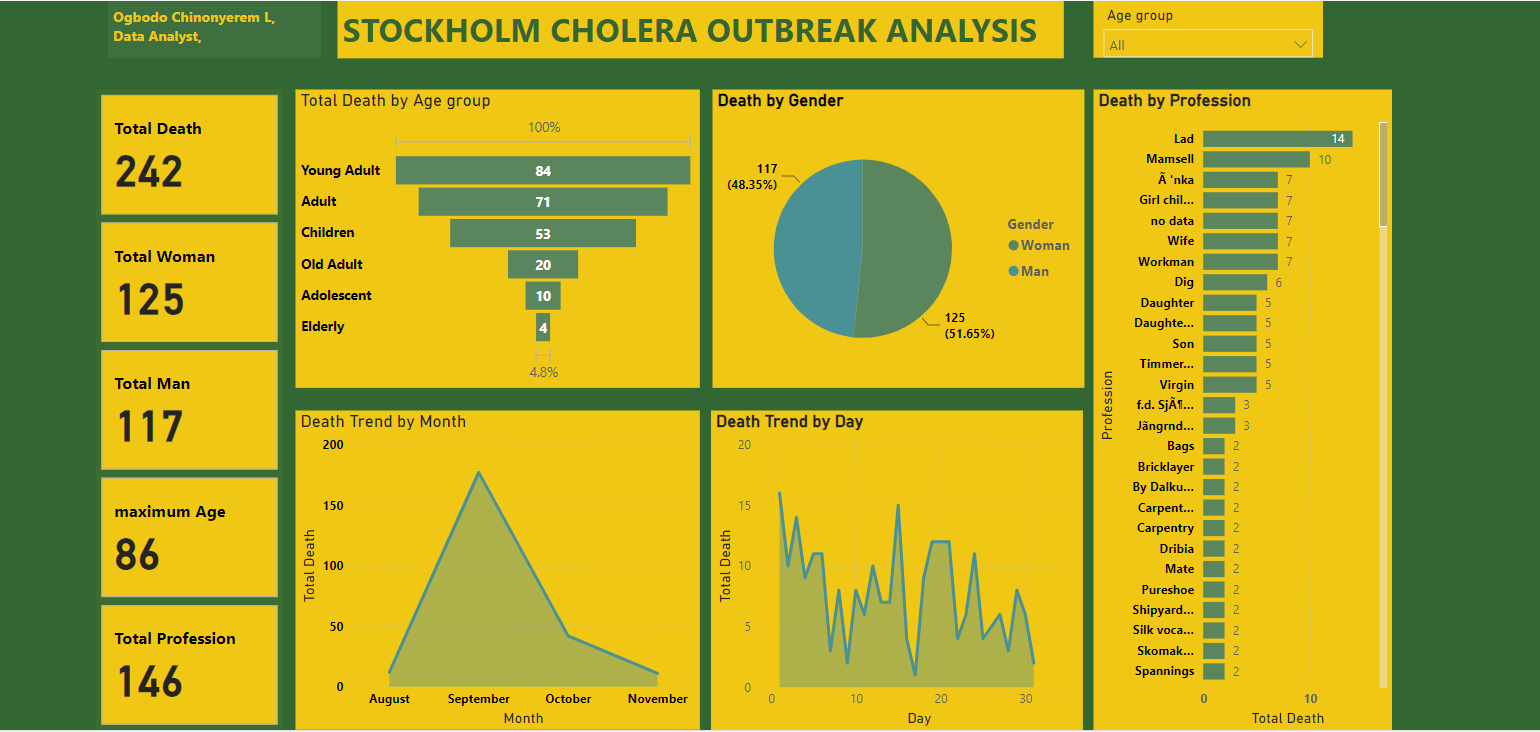 Ogbodo Chinonyerem L,
Data Analyst,
STOCKHOLM CHOLERA OUTBREAK ANALYSIS
Age group
All
Total Death
242
Total Woman
125
Total Man
117
maximum Age
86
Total Profession
146
Total Death by Age group
100%
Young Adult 84
Adult 71
Children 53
Old Adult 20
Adolescent 10
Elderly 4
4.8%
Death by Gender
117
(48.35%)
Gender
Woman
Man
125
(51.65%)
Death Trend by Month
Total Death
200
150
100
50
0
August September October November
Month
Death Trend by Day
Total Death
20
15
10
5
0
0 10 20 30
Day
Death by Profession
Profession
Lad 14
Mamsell 10
Ã 'nka 7
Girl chil... 7
no data 7
Wife 7
Workman 7
Dig 6
Daughter 5
Daughte... 5
Son 5
Timmer... 5
Virgin 5
f.d. SjÃ¶... 3
Jängrnd... 3
Bags 2
Bricklayer 2
By Dalku... 2
Carpent... 2
Carpentry 2
Dribia 2
Mate 2
Pureshoe 2
Shipyard... 2
Silk voca... 2
Skomak... 2
Spannings 2
0 10
Total Death